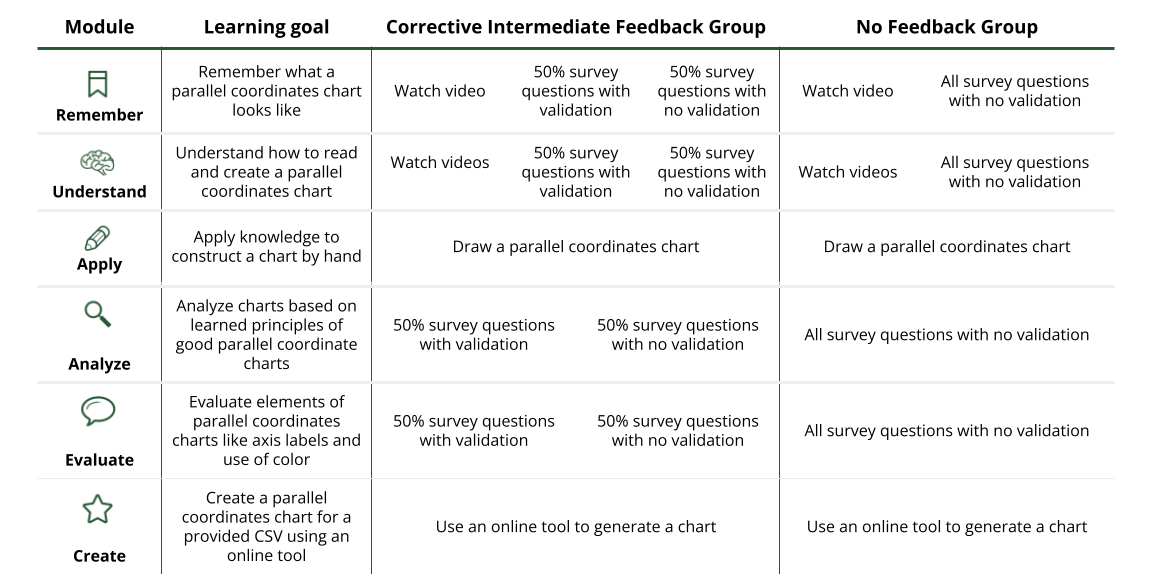 Module
Learning goal
Corrective Intermediate Feedback Group
No Feedback Group
Remember
Remember what a
parallel coordinates chart
looks like
Watch video
50% survey
questions with
validation
50% survey
questions with
no validation
Watch video
All survey questions
with no validation
Understand
Understand how to read
and create a parallel
coordinates chart
Watch videos
50% survey
questions with
validation
50% survey
questions with
no validation
Watch videos
All survey questions
with no validation
Apply
Apply knowledge to
construct a chart by hand
Draw a parallel coordinates chart
Draw a parallel coordinates chart
Analyze
Analyze charts based on
learned principles of
good parallel coordinate
charts
50% survey questions
with validation
50% survey questions
with no validation
All survey questions with no validation
Evaluate
Evaluate elements of
parallel coordinates
charts like axis labels and
use of color
50% survey questions
with validation
50% survey questions
with no validation
All survey questions with no validation
Create
Create a parallel
coordinates chart for a
provided CSV using an
online tool
Use an online tool to generate a chart
Use an online tool to generate a chart